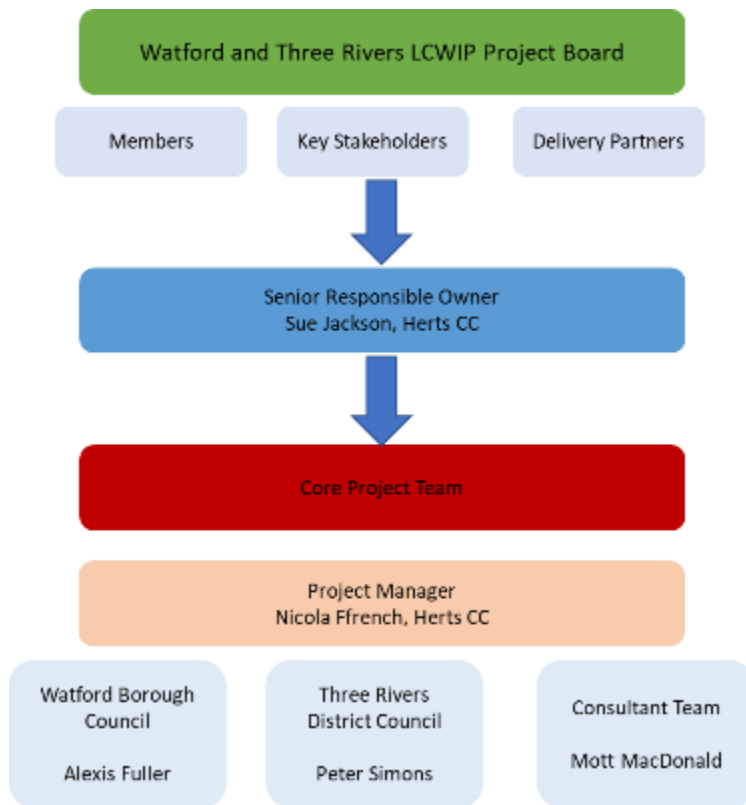 Watford and Three Rivers LCWIP Project Board
Members
Key Stakeholders
Delivery Partners
Senior Responsible Owner
Sue Jackson, Herts CC
Core Project Team
Project Manager
Nicola Ffrench, Herts CC
Watford Borough
Council
Alexis Fuller
Three Rivers
District Council
Peter Simons
Consultant Team
Mott MacDonald